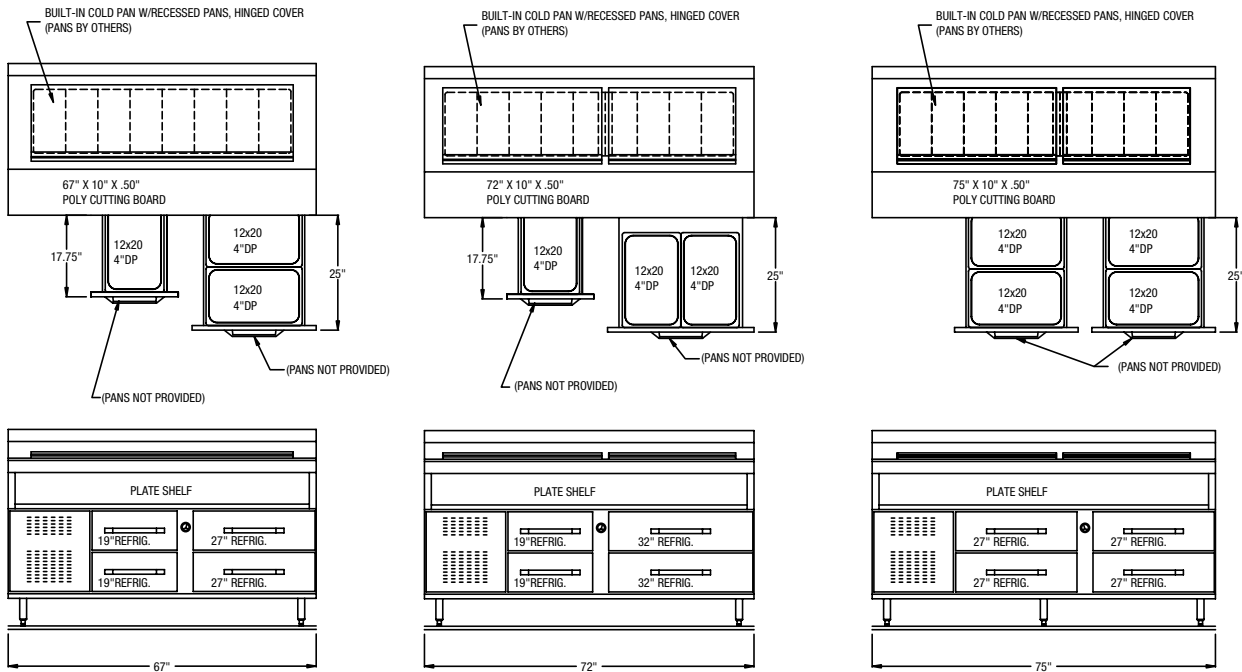 BUILT-IN COLD PAN W/RECESSED PANS, HINGED COVER
(PANS BY OTHERS)
67" X 10" X .50"
POLY CUTTING BOARD
17.75"
12x20
4"DP
12x20
4"DP
12x20
4"DP
25"
(PANS NOT PROVIDED)
(PANS NOT PROVIDED)
PLATE SHELF
19"REFRIG.
27" REFRIG.
19"REFRIG.
27" REFRIG.
67"
BUILT-IN COLD PAN W/RECESSED PANS, HINGED COVER
(PANS BY OTHERS)
72" X 10" X .50"
POLY CUTTING BOARD
17.75"
12x20
4"DP
12x20
4"DP
12x20
4"DP
25"
(PANS NOT PROVIDED)
(PANS NOT PROVIDED)
PLATE SHELF
19"REFRIG.
32" REFRIG.
19"REFRIG.
32" REFRIG.
72"
BUILT-IN COLD PAN W/RECESSED PANS, HINGED COVER
(PANS BY OTHERS)
75" X 10" X .50"
POLY CUTTING BOARD
12x20
4"DP
12x20
4"DP
12x20
4"DP
12x20
4"DP
25"
(PANS NOT PROVIDED)
PLATE SHELF
27" REFRIG.
27" REFRIG.
27" REFRIG.
27" REFRIG.
75"